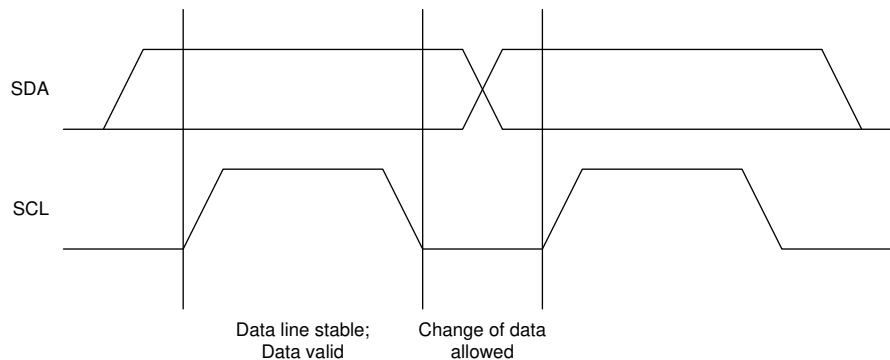 SDA
SCL
Data line stable;
Data valid
Change of data
allowed